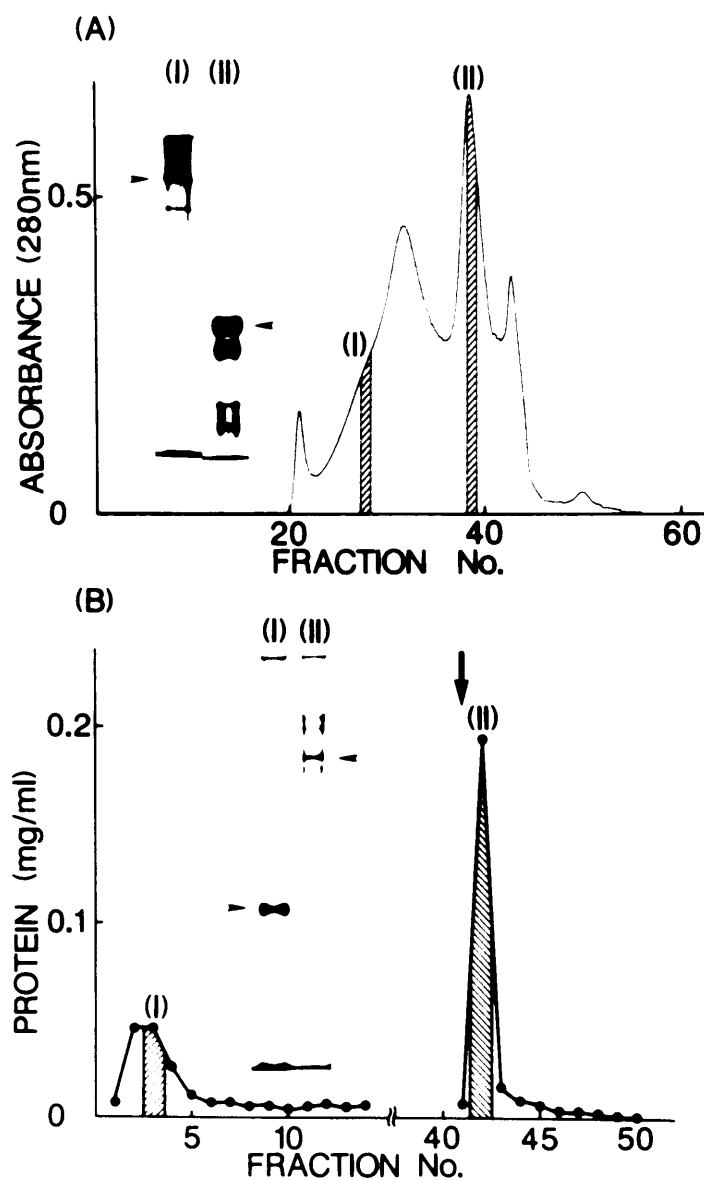 (A)
(I) (II)
(II)
0.5
(I)
ABSORBANCE (280nm)
0
20 40 60
FRACTION No.
(B)
(I) (II)
(II)
0.2
0.1
(I)
PROTEIN (mg/ml)
0
5 10 40 45 50
FRACTION No.